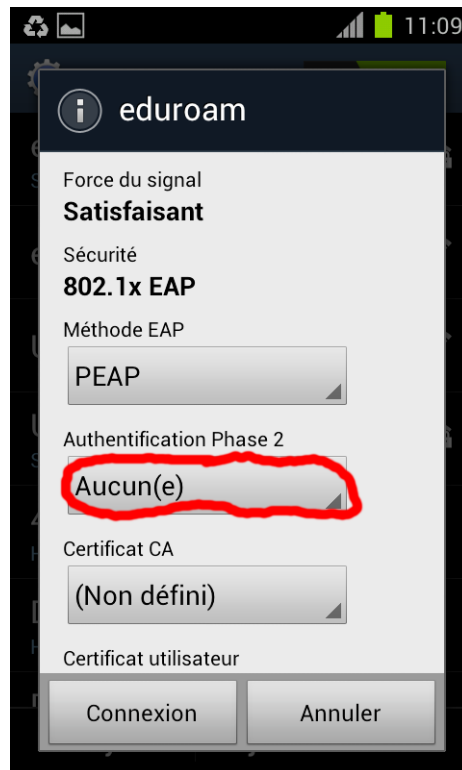 11:09
eduroam
Force du signal
Satisfaisant
Sécurité
802.1x EAP
Méthode EAP
PEAP
Authentification Phase 2
Aucun(e)
Certificat CA
(Non défini)
Certificat utilisateur
Connexion Annuler